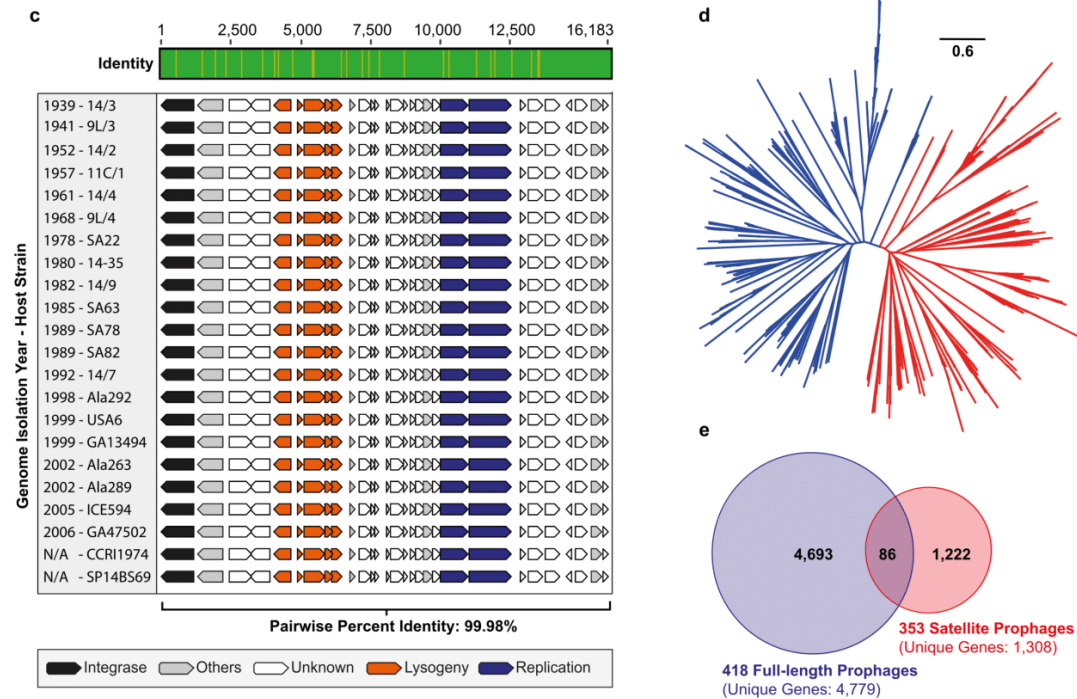 c
1 2,500 5,000 7,500 10,000 12,500 16,183
Identity
Genome Isolation Year - Host Strain
1939 - 14/3
1941 - 9L/3
1952 - 14/2
1957 - 11C/1
1961 - 14/4
1968 - 9L/4
1978 - SA22
1980 - 14-35
1982 - 14/9
1985 - SA63
1989 - SA78
1989 - SA82
1992 - 14/7
1998 - Ala292
1999 - USA6
1999 - GA13494
2002 - Ala263
2002 - Ala289
2005 - ICE594
2006 - GA47502
N/A - CCRI1974
N/A - SP14BS69
Pairwise Percent Identity: 99.98%
Integrase Others Unknown Lysogeny Replication
d
0.6
e
4,693 86 1,222
353 Satellite Prophages
(Unique Genes: 1,308)
418 Full-length Prophages
(Unique Genes: 4,779)